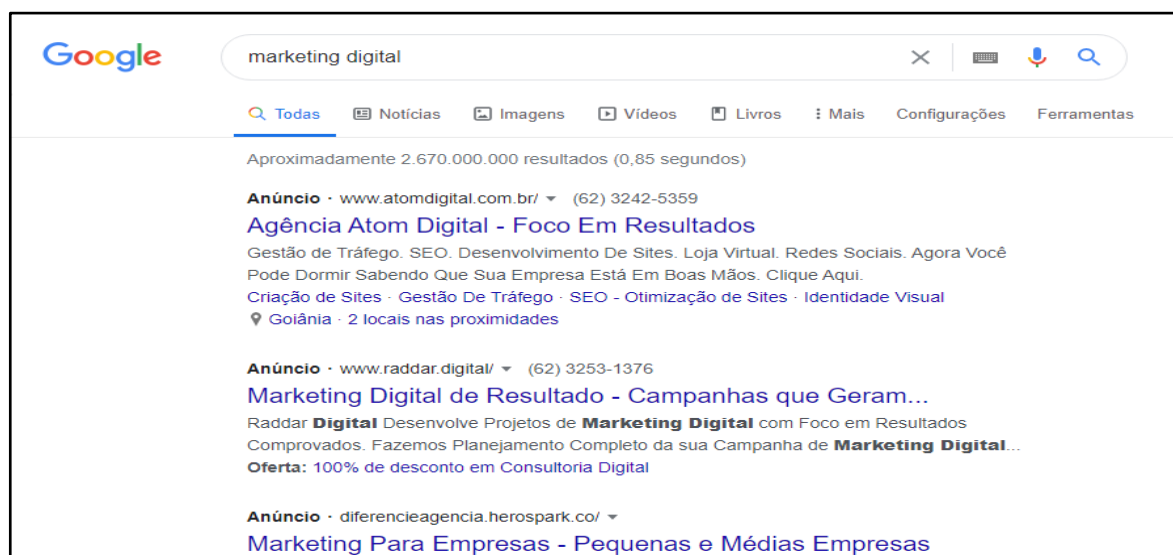 Google
marketing digital
Todas Notícias Imagens Vídeos Livros Mais Configurações Ferramentas
Aproximadamente 2.670.000.000 resultados (0,85 segundos)
Anúncio · www.atomdigital.com.br/ (62) 3242-5359
Agência Atom Digital - Foco Em Resultados
Gestão de Tráfego. SEO. Desenvolvimento De Sites. Loja Virtual. Redes Sociais. Agora Você
Pode Dormir Sabendo Que Sua Empresa Está Em Boas Mãos. Clique Aqui.
Criação de Sites · Gestão De Tráfego · SEO - Otimização de Sites · Identidade Visual
Goiânia · 2 locais nas proximidades
Anúncio · www.raddar.digital/ (62) 3253-1376
Marketing Digital de Resultado - Campanhas que Geram...
Raddar Digital Desenvolve Projetos de Marketing Digital com Foco em Resultados
Comprovados. Fazemos Planejamento Completo da sua Campanha de Marketing Digital...
Oferta: 100% de desconto em Consultoria Digital
Anúncio · diferencieagencia.herospark.co/
Marketing Para Empresas - Pequenas e Médias Empresas